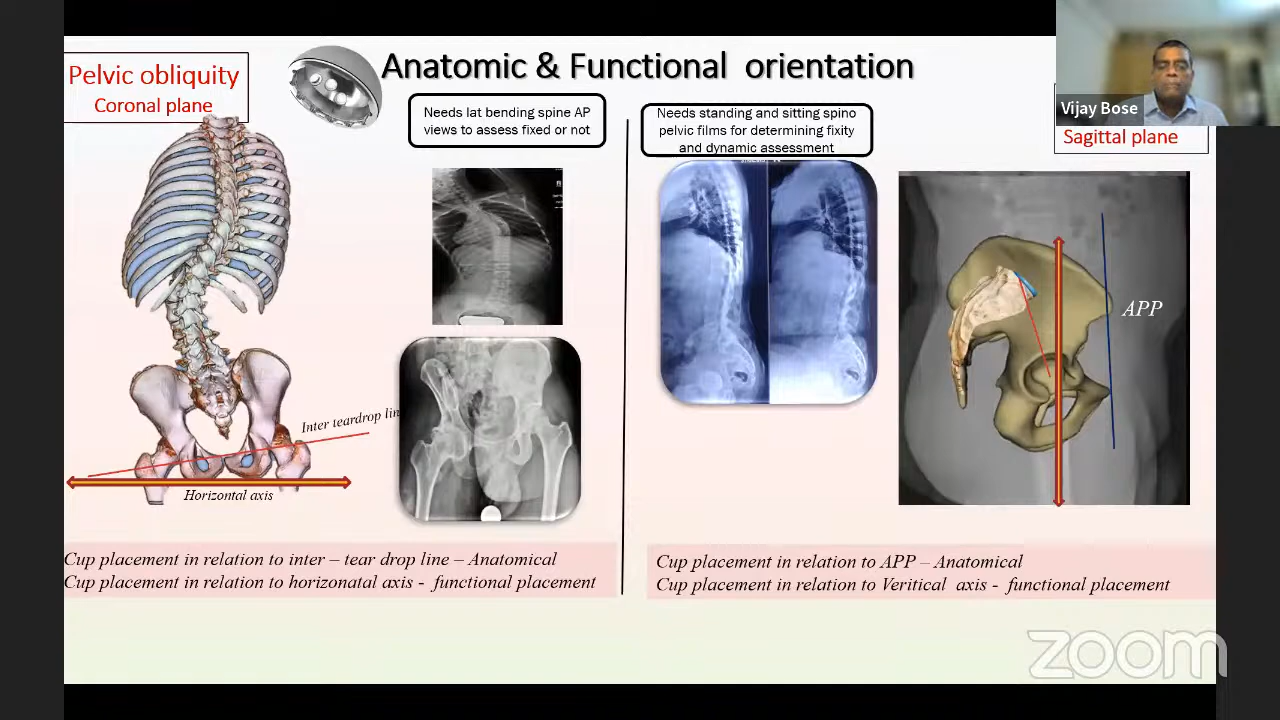 Anatomic & Functional orientation
Pelvic obliquity
Coronal plane
Needs lat bending spine AP
views to assess fixed or not
Inter teardrop lin
Horizontal axis
Cup placement in relation to inter – tear drop line – Anatomical
Cup placement in relation to horizonatal axis - functional placement
Needs standing and sitting spino
pelvic films for determining fixity
and dynamic assessment
Vijay Bose
Sagittal plane
APP
Cup placement in relation to APP – Anatomical
Cup placement in relation to Veritical axis - functional placement
zoom